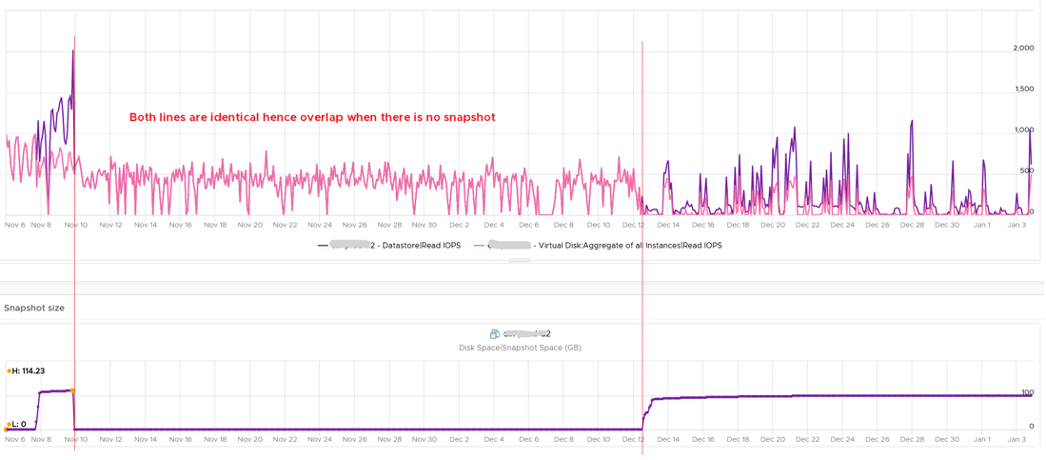 2,000
1,500
Both lines are identical hence overlap when there is no snapshot
1,000
500
0
Nov 6 Nov 8 Nov 10 Nov 12 Nov 14 Nov 16 Nov 18 Nov 20 Nov 22 Nov 24 Nov 26 Nov 28 Nov 30 Dec 2 Dec 4 Dec 6 Dec 8 Dec 10 Dec 12 Dec 14 Dec 16 Dec 18 Dec 20 Dec 22 Dec 24 Dec 26 Dec 28 Dec 30 Jan 1 Jan 3
2 - Datastore|Read IOPS - Virtual Disk:Aggregate of all Instances|Read IOPS
Snapshot size
Disk Space|Snapshot Space (GB)
H: 114.23
100
L: 0
0
Nov 6 Nov 8 Nov 10 Nov 12 Nov 14 Nov 16 Nov 18 Nov 20 Nov 22 Nov 24 Nov 26 Nov 28 Nov 30 Dec 2 Dec 4 Dec 6 Dec 8 Dec 10 Dec 12 Dec 14 Dec 16 Dec 18 Dec 20 Dec 22 Dec 24 Dec 26 Dec 28 Dec 30 Jan 1 Jan 3